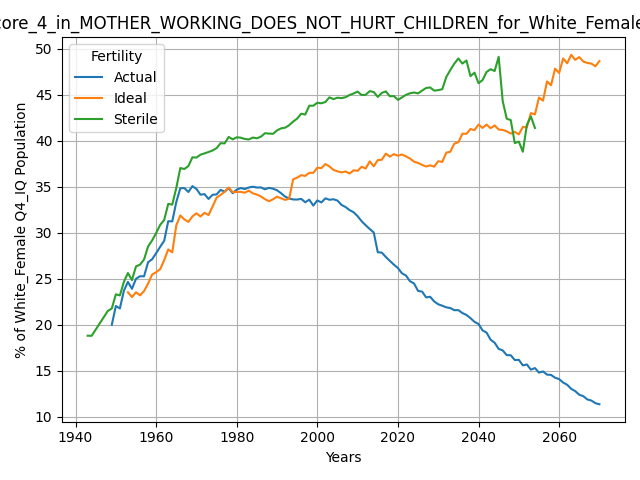 core_4_in_MOTHER_WORKING_DOES_NOT_HURT_CHILDREN_for_White_Female
Fertility
Actual
Ideal
Sterile
% of White_Female Q4_IQ Population
50
45
40
35
30
25
20
15
10
1940
1960
1980
2000
2020
2040
2060
Years